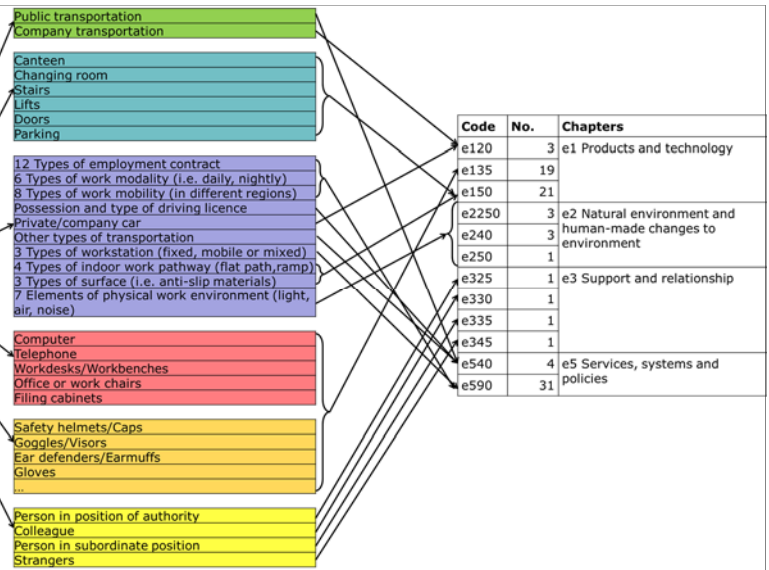 Public transportation
Company transportation
Canteen
Changing room
Stairs
Lifts
Doors
Parking
12 Types of employment contract
6 Types of work modality (i.e. daily, nightly)
8 Types of work mobility (in different regions)
Possession and type of driving licence
Private/company car
Other types of transportation
3 Types of workstation (fixed, mobile or mixed)
4 Types of indoor work pathway (flat path,ramp)
3 Types of surface (i.e. anti-slip materials)
7 Elements of physical work environment (light,
air, noise)
Computer
Telephone
Workdesks/Workbenches
Office or work chairs
Filing cabinets
Safety helmets/Caps
Goggles/Visors
Ear defenders/Earmuffs
Gloves
...
Person in position of authority
Colleague
Person in subordinate position
Strangers
Code No. Chapters
e120 3 e1 Products and technology
e135 19
e150 21
e2250 3 e2 Natural environment and
human-made changes to
e240 3
environment
e250 1
e325 1 e3 Support and relationship
e330 1
e335 1
e345 1
e540 4 e5 Services, systems and
policies
e590 31